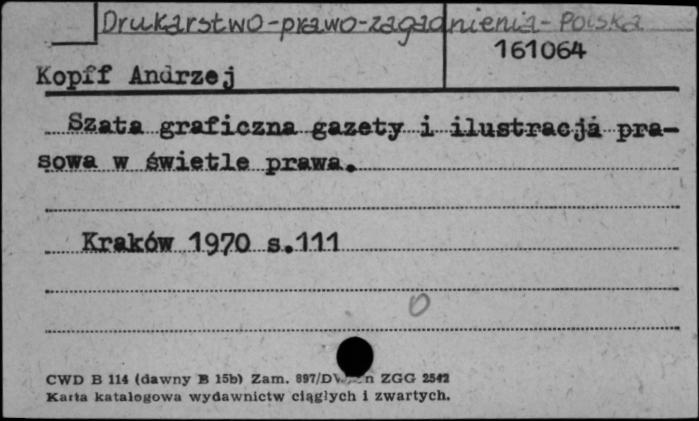 Drukarstwo-prawo-zagadnienia-Polska
161064
Kopff Andrzej
Szata graficzna gazety i ilustracja pra-
sowa w świetle prawa.
Kraków 1970 s.111
0
CWD B 114 (dawny B 15b) Zam. 897/ ZGG 2542
Karta katalogowa wydawnictw ciągłych i zwartych.